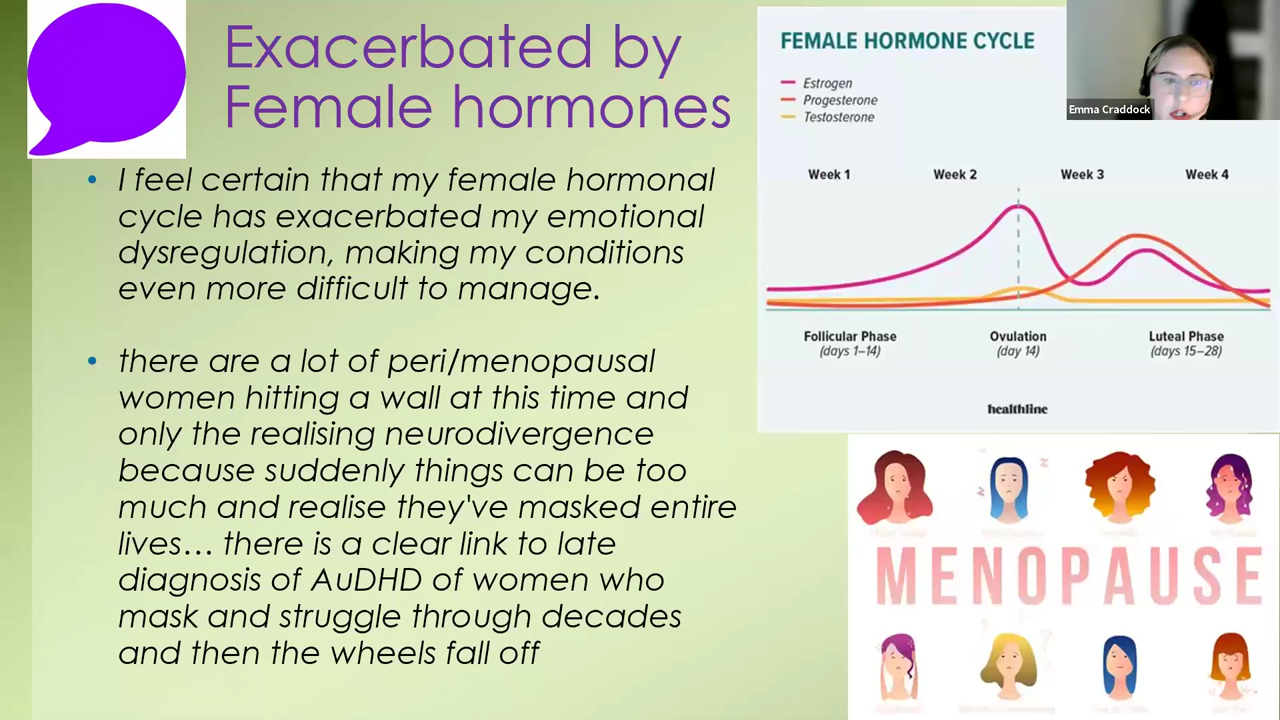 Exacerbated by
Female hormones
• I feel certain that my female hormonal
cycle has exacerbated my emotional
dysregulation, making my conditions
even more difficult to manage.
• there are a lot of peri/menopausal
women hitting a wall at this time and
only the realising neurodivergence
because suddenly things can be too
much and realise they've masked entire
lives... there is a clear link to late
diagnosis of AuDHD of women who
mask and struggle through decades
and then the wheels fall off
FEMALE HORMONE CYCLE
Estrogen
Progesterone
Testosterone
Week 1 Week 2 Week 3 Week 4
Follicular Phase Ovulation Luteal Phase
(days 1–14) (day 14) (days 15–28)
healthline
Emma Craddock
MENOPAUSE